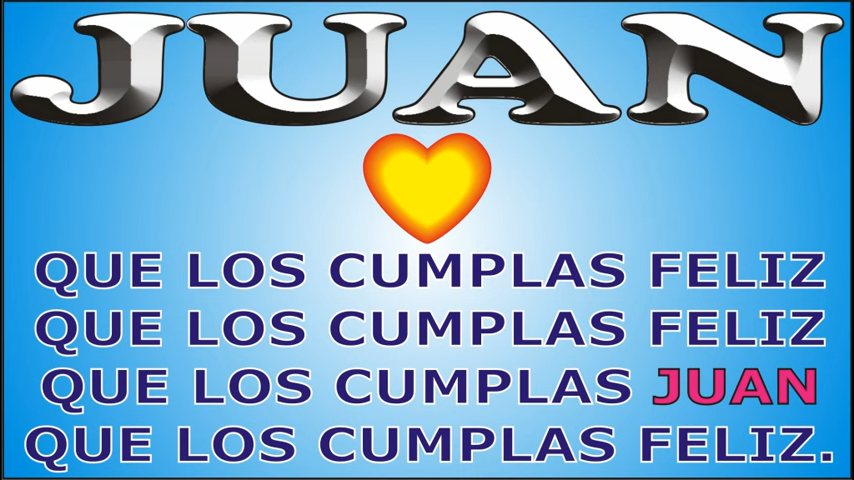 JUAN
QUE LOS CUMPLAS FELIZ
QUE LOS CUMPLAS FELIZ
QUE LOS CUMPLAS JUAN
QUE LOS CUMPLAS FELIZ.